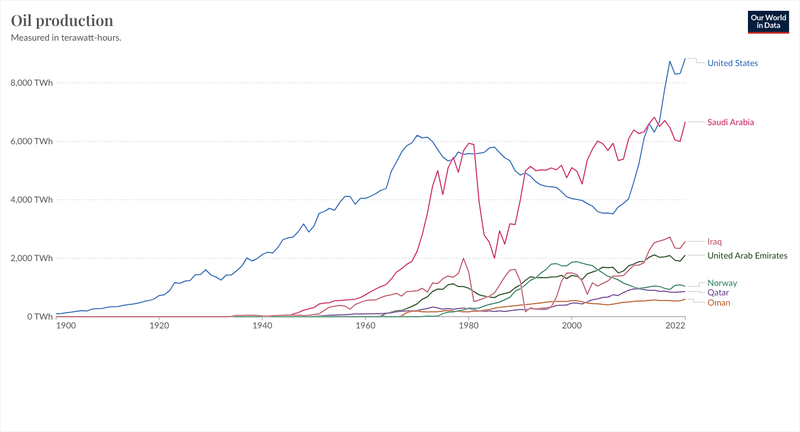 Oil production
Measured in terawatt-hours.
Our World
in Data
8,000 TWh
6,000 TWh
4,000 TWh
2,000 TWh
0 TWh
1900
1920
1940
1960
1980
2000
2022
United States
Saudi Arabia
Iraq
United Arab Emirates
Norway
Qatar
Oman